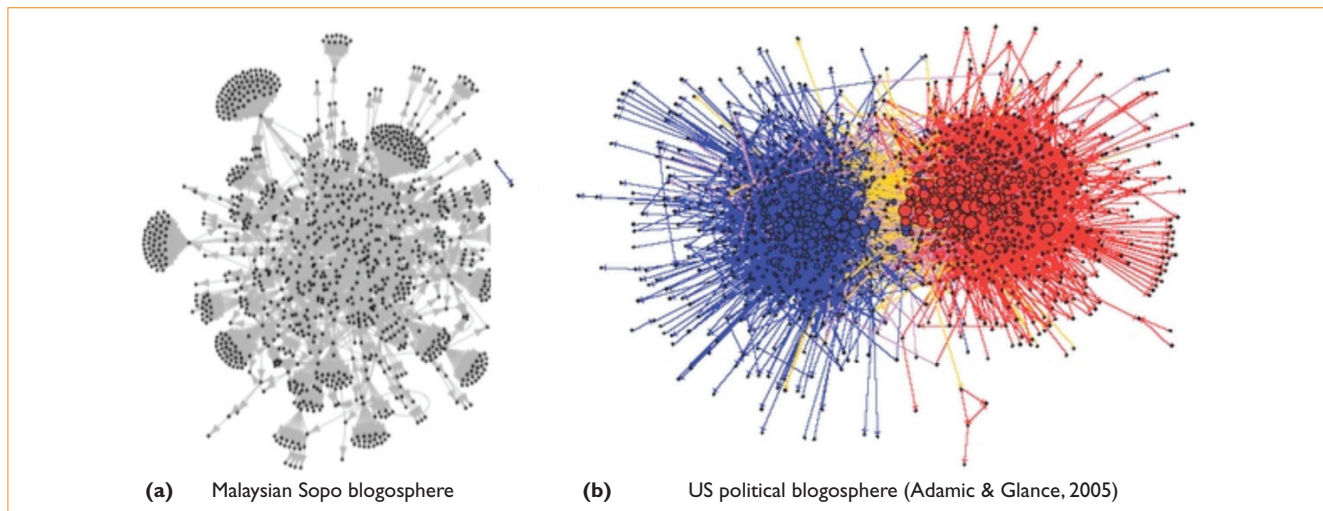 (a) Malaysian Sopo blogosphere
(b) US political blogosphere (Adamic & Glance, 2005)